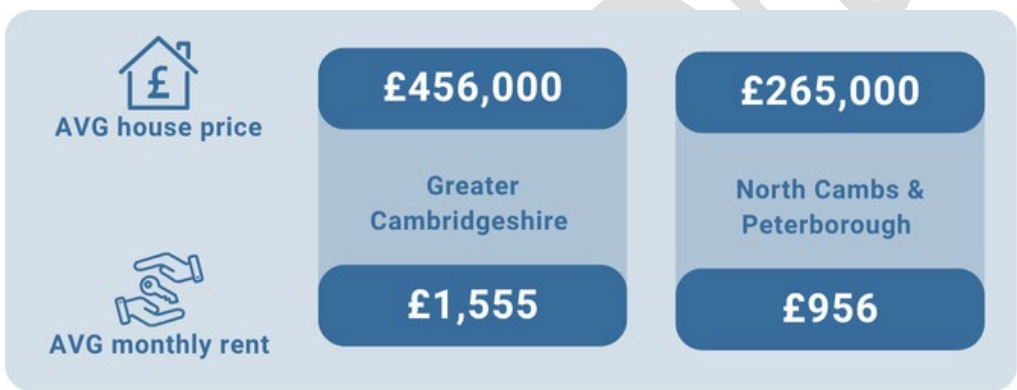 £
AVG house price
£456,000
£265,000
Greater
Cambridgeshire
North Cambs &
Peterborough
AVG monthly rent
£1,555
£956